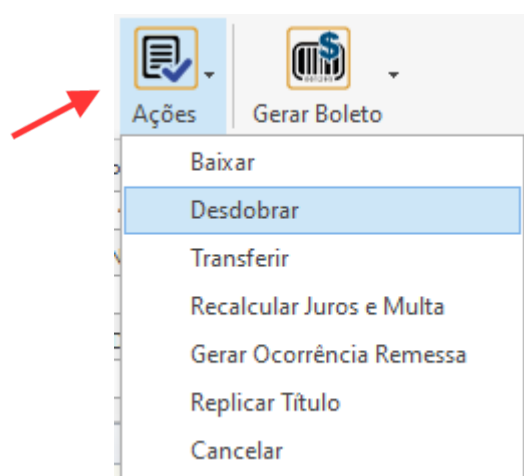 Ações
Gerar Boleto
Baixar
Desdobrar
Transferir
Recalcular Juros e Multa
Gerar Ocorrência Remessa
Replicar Título
Cancelar